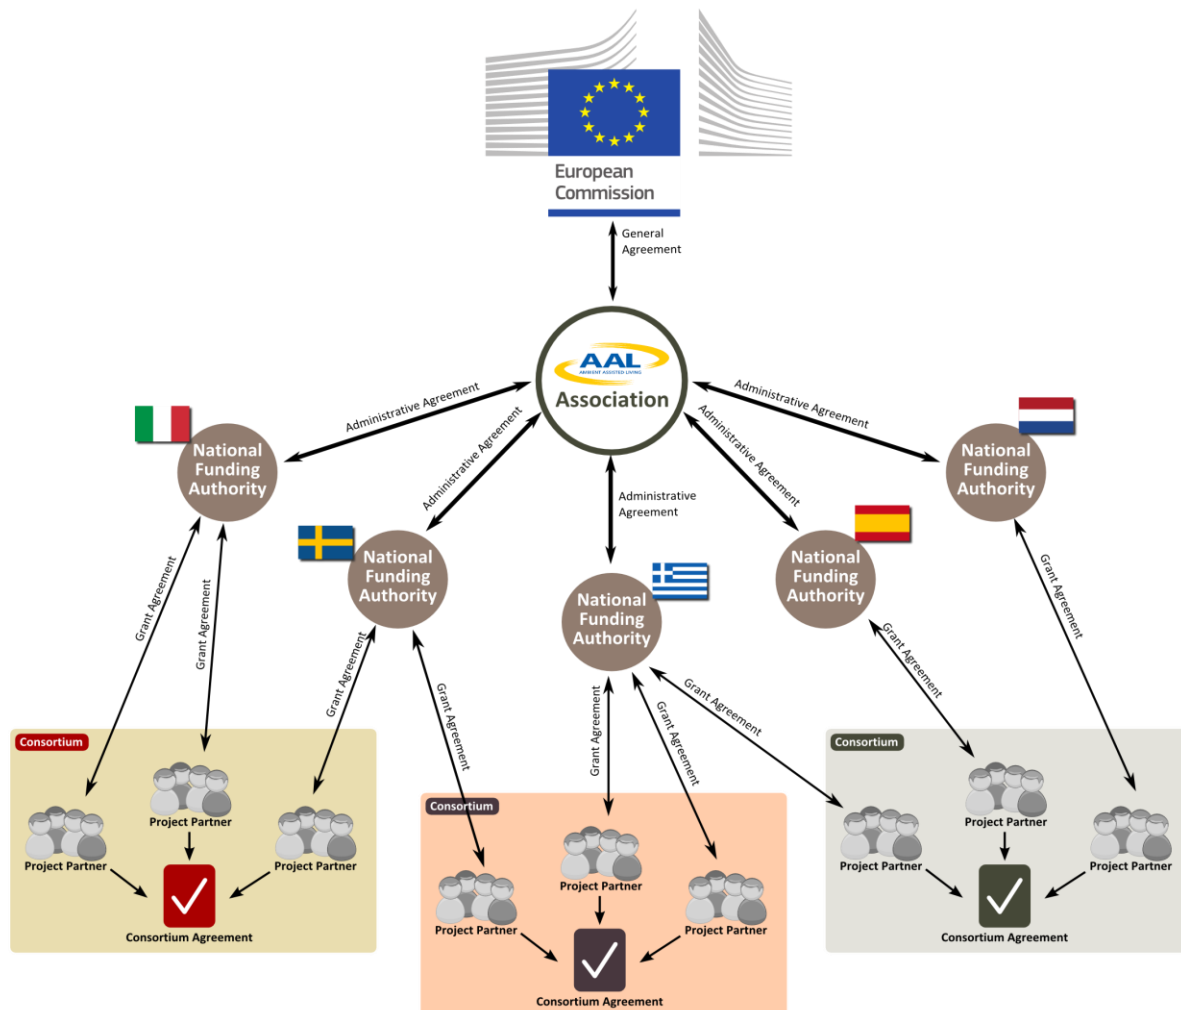 European
Commission
General
Agreement
AAL
AMBIENT ASSISTED LIVING
Association
Administrative Agreement
Administrative Agreement
Administrative
Agreement
Administrative Agreement
Administrative Agreement
National
Funding
Authority
National
Funding
Authority
National
Funding
Authority
National
Funding
Authority
National
Funding
Authority
Grant Agreement
Grant Agreement
Grant Agreement
Grant Agreement
Grant Agreement
Grant Agreement
Grant Agreement
Grant Agreement
Grant Agreement
Consortium
Project Partner
Project Partner
Project Partner
Consortium Agreement
Consortium
Project Partner
Project Partner
Project Partner
Consortium Agreement
Consortium
Project Partner
Project Partner
Project Partner
Consortium Agreement